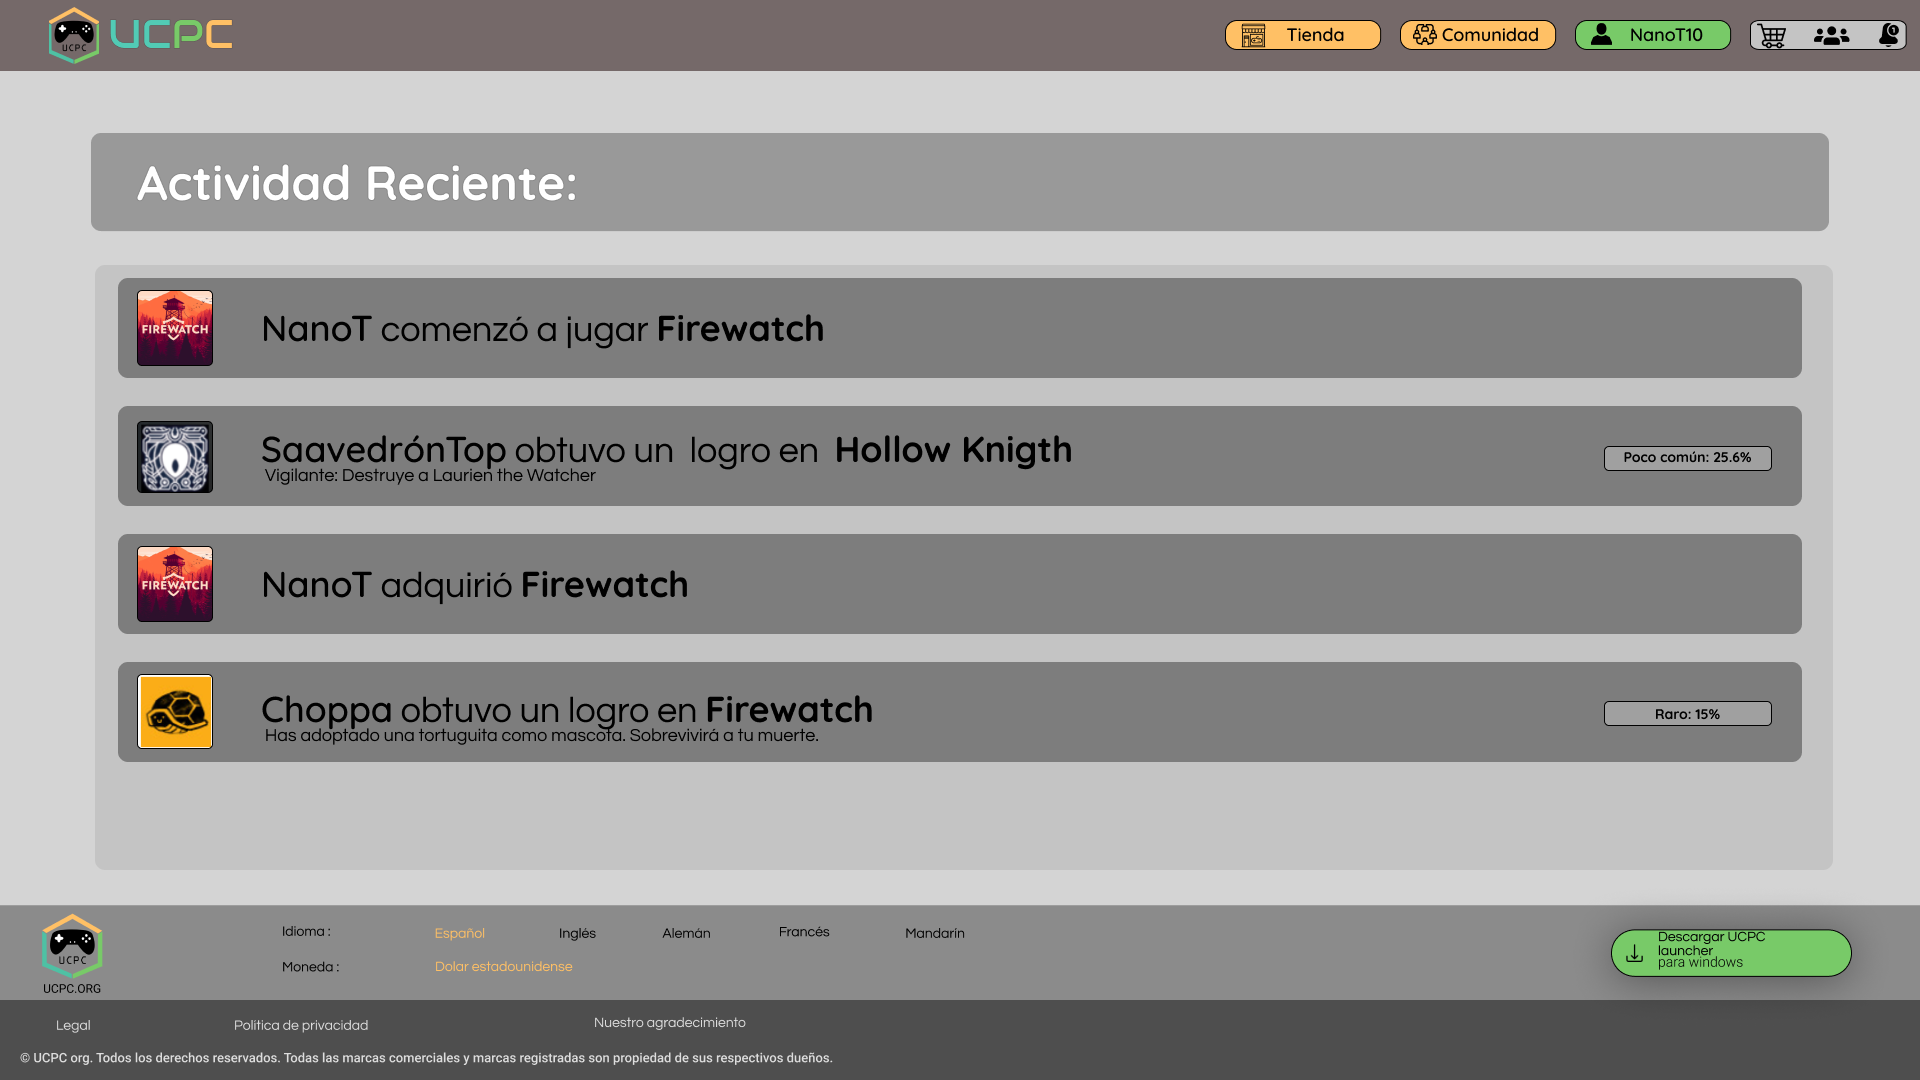 UCPC UCPC Tienda Comunidad NanoT10 1
Actividad Reciente:
FIREWATCH
NanoT comenzó a jugar Firewatch
SaavedrónTop obtuvo un logro en Hollow Knigth
Vigilante: Destruye a Laurien the Watcher
Poco común: 25.6%
FIREWATCH
NanoT adquirió Firewatch
Choppa obtuvo un logro en Firewatch
Has adoptado una tortuguita como mascota. Sobrevivirá a tu muerte.
Raro: 15%
UCPC
UCPC.ORG
Idioma : Español Inglés Alemán Francés Mandarín
Moneda : Dolar estadounidense
Descargar UCPC
launcher
para windows
Legal Politica de privacidad Nuestro agradecimiento
© UCPC org. Todos los derechos reservados. Todas las marcas comerciales y marcas registradas son propiedad de sus respectivos dueños.